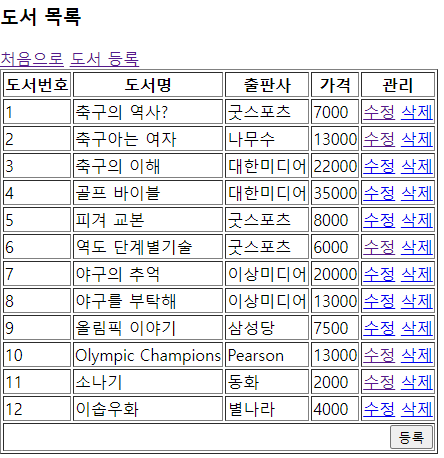 도서 목록
처음으로 도서 등록
도서번호 도서명 출판사 가격 관리
1 축구의 역사? 굿스포츠 7000 수정 삭제
2 축구아는 여자 나무수 13000 수정 삭제
3 축구의 이해 대한미디어 22000 수정 삭제
4 골프 바이블 대한미디어 35000 수정 삭제
5 피겨 교본 굿스포츠 8000 수정 삭제
6 역도 단계별기술 굿스포츠 6000 수정 삭제
7 야구의 추억 이상미디어 20000 수정 삭제
8 야구를 부탁해 이상미디어 13000 수정 삭제
9 올림픽 이야기 삼성당 7500 수정 삭제
10 Olympic Champions Pearson 13000 수정 삭제
11 소나기 동화 2000 수정 삭제
12 이솝우화 별나라 4000 수정 삭제
등록